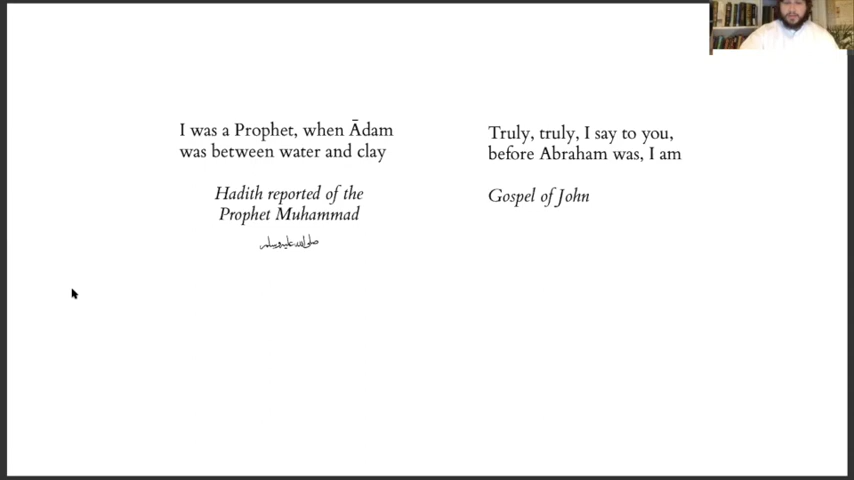 I was a Prophet, when Ādam
was between water and clay
Hadith reported of the
Prophet Muhammad
صلى الله عليه وسلم
Truly, truly, I say to you,
before Abraham was, I am
Gospel of John